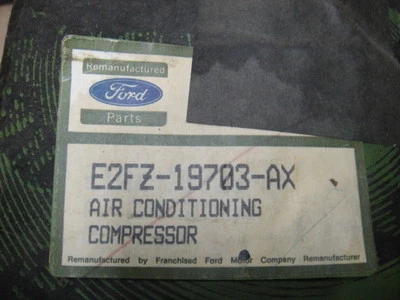 Remanufactured
Ford
Parts
E2FZ-19703-AX
AIR CONDITIONING
COMPRESSOR
Remanufactured by Franchised Ford Motor Company Remanufacturer